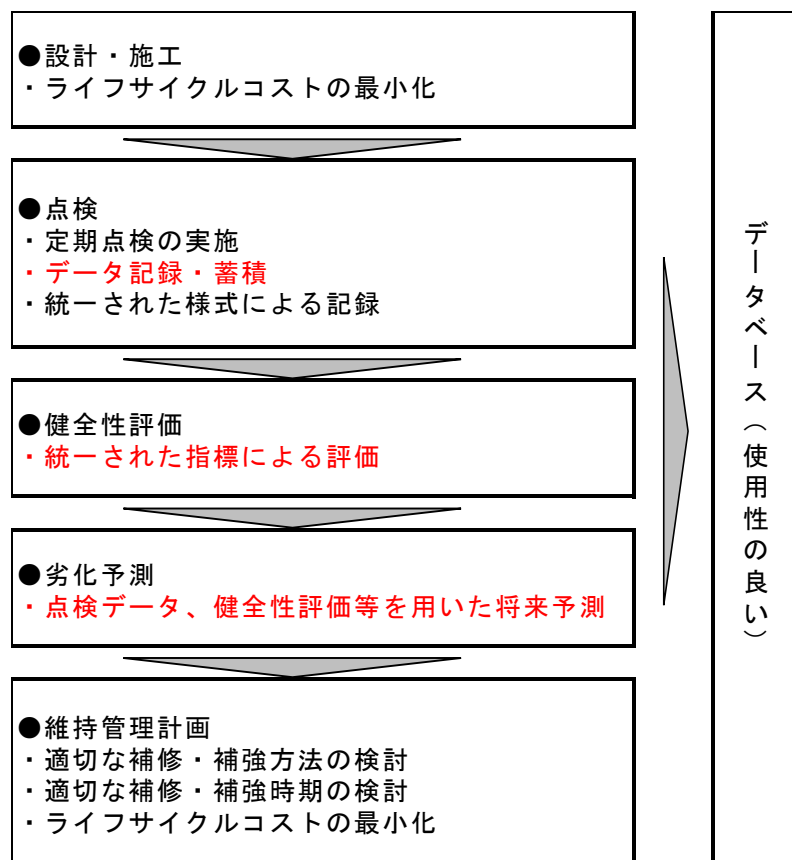 ●設計・施工
・ライフサイクルコストの最小化
●点検
・定期点検の実施
・データ記録・蓄積
・統一された様式による記録
●健全性評価
・統一された指標による評価
●劣化予測
・点検データ、健全性評価等を用いた将来予測
●維持管理計画
・適切な補修・補強方法の検討
・適切な補修・補強時期の検討
・ライフサイクルコストの最小化
データベース（使用性の良い）